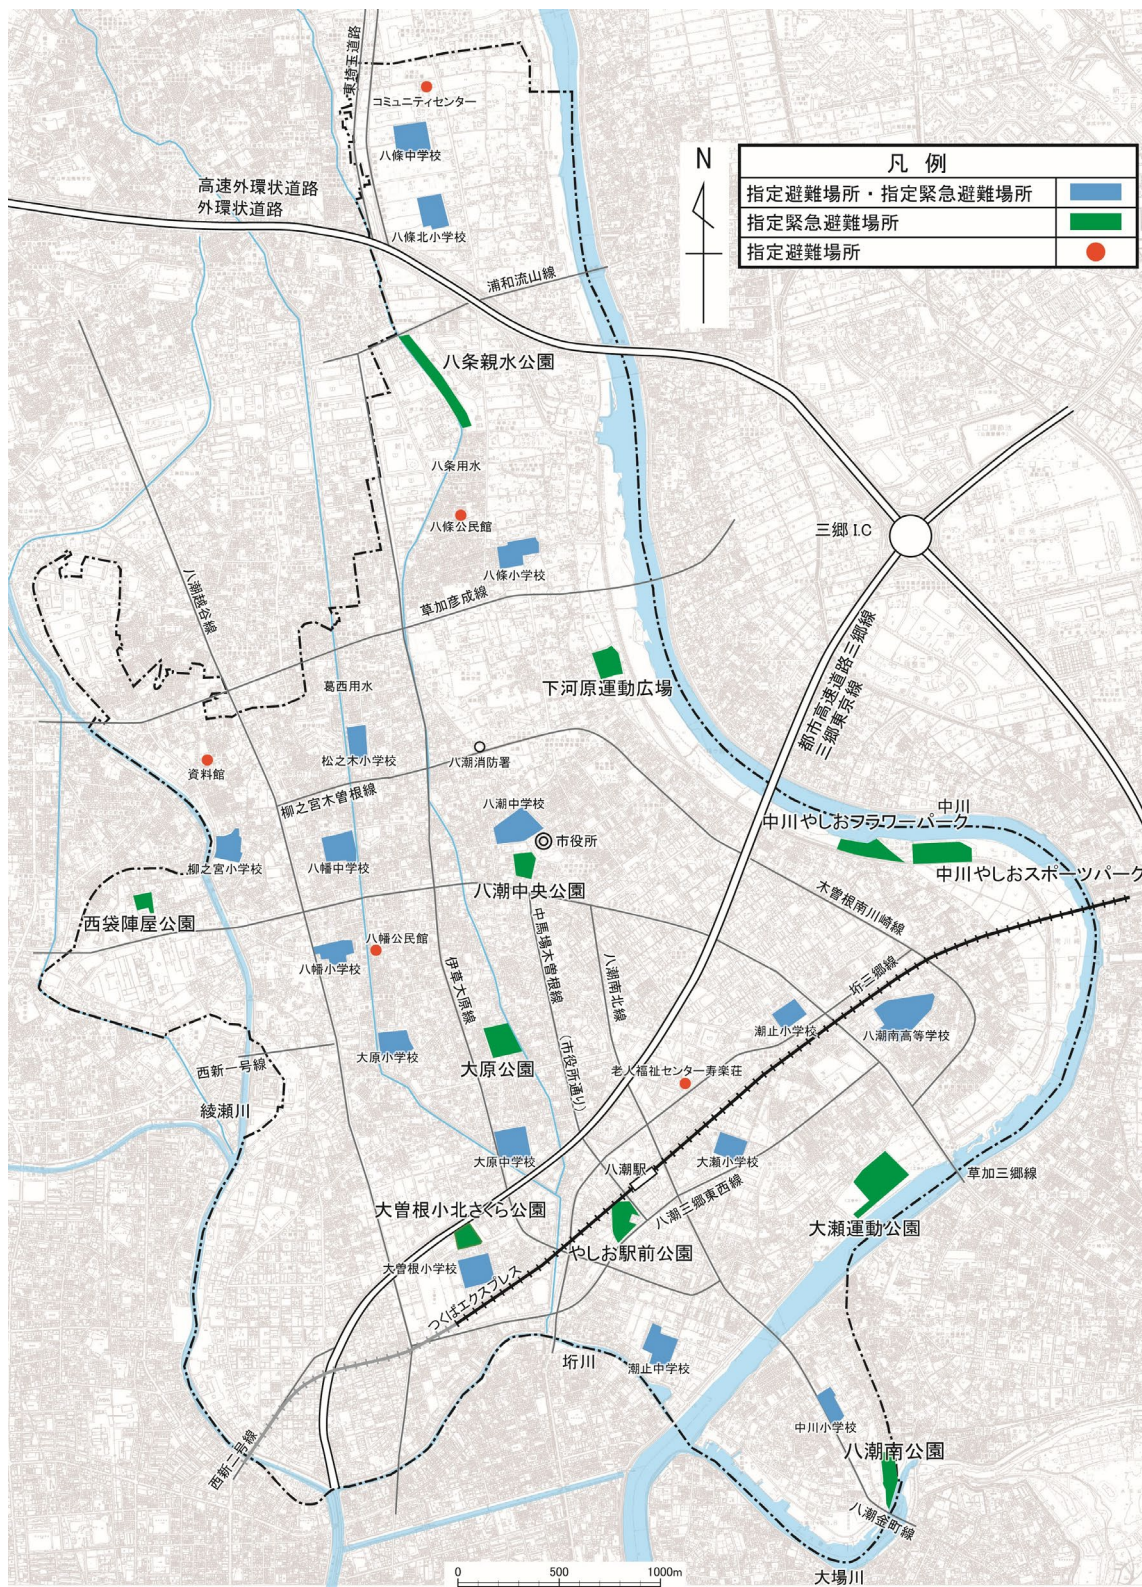 東埼玉道路
コミュニティセンター
八條中学校
高速外環状道路
外環状道路
八條北小学校
N
凡 例
指定避難場所・指定緊急避難場所
指定緊急避難場所
指定避難場所
浦和流山線
八条親水公園
八条用水
八條公民館
八條小学校
三郷 I.C
八潮越谷線
草加彦成線
都市高速道路三郷線
三郷東京線
下河原運動広場
葛西用水
松之木小学校
八潮消防署
資料館
柳之宮木曽根線
八潮中学校
市役所
中川
中川やしおフラワーパーク
中川やしおスポーツパーク
柳之宮小学校
八幡中学校
八潮中央公園
木曽根南川崎線
西袋陣屋公園
八幡公民館
八幡小学校
伊草大原線
中馬場木曽根線
(市役所通り)
八潮南北線
垳三郷線
潮止小学校
八潮南高等学校
大原小学校
大原公園
西新一号線
老人福祉センター寿楽荘
綾瀬川
大原中学校
八潮駅
大瀬小学校
草加三郷線
八潮三郷東西線
大曽根小北さくら公園
大瀬運動公園
やしお駅前公園
大曽根小学校
つくばエクスプレス
垳川
潮止中学校
中川小学校
西新二号線
八潮南公園
八潮金町線
大場川
0 500 1000m